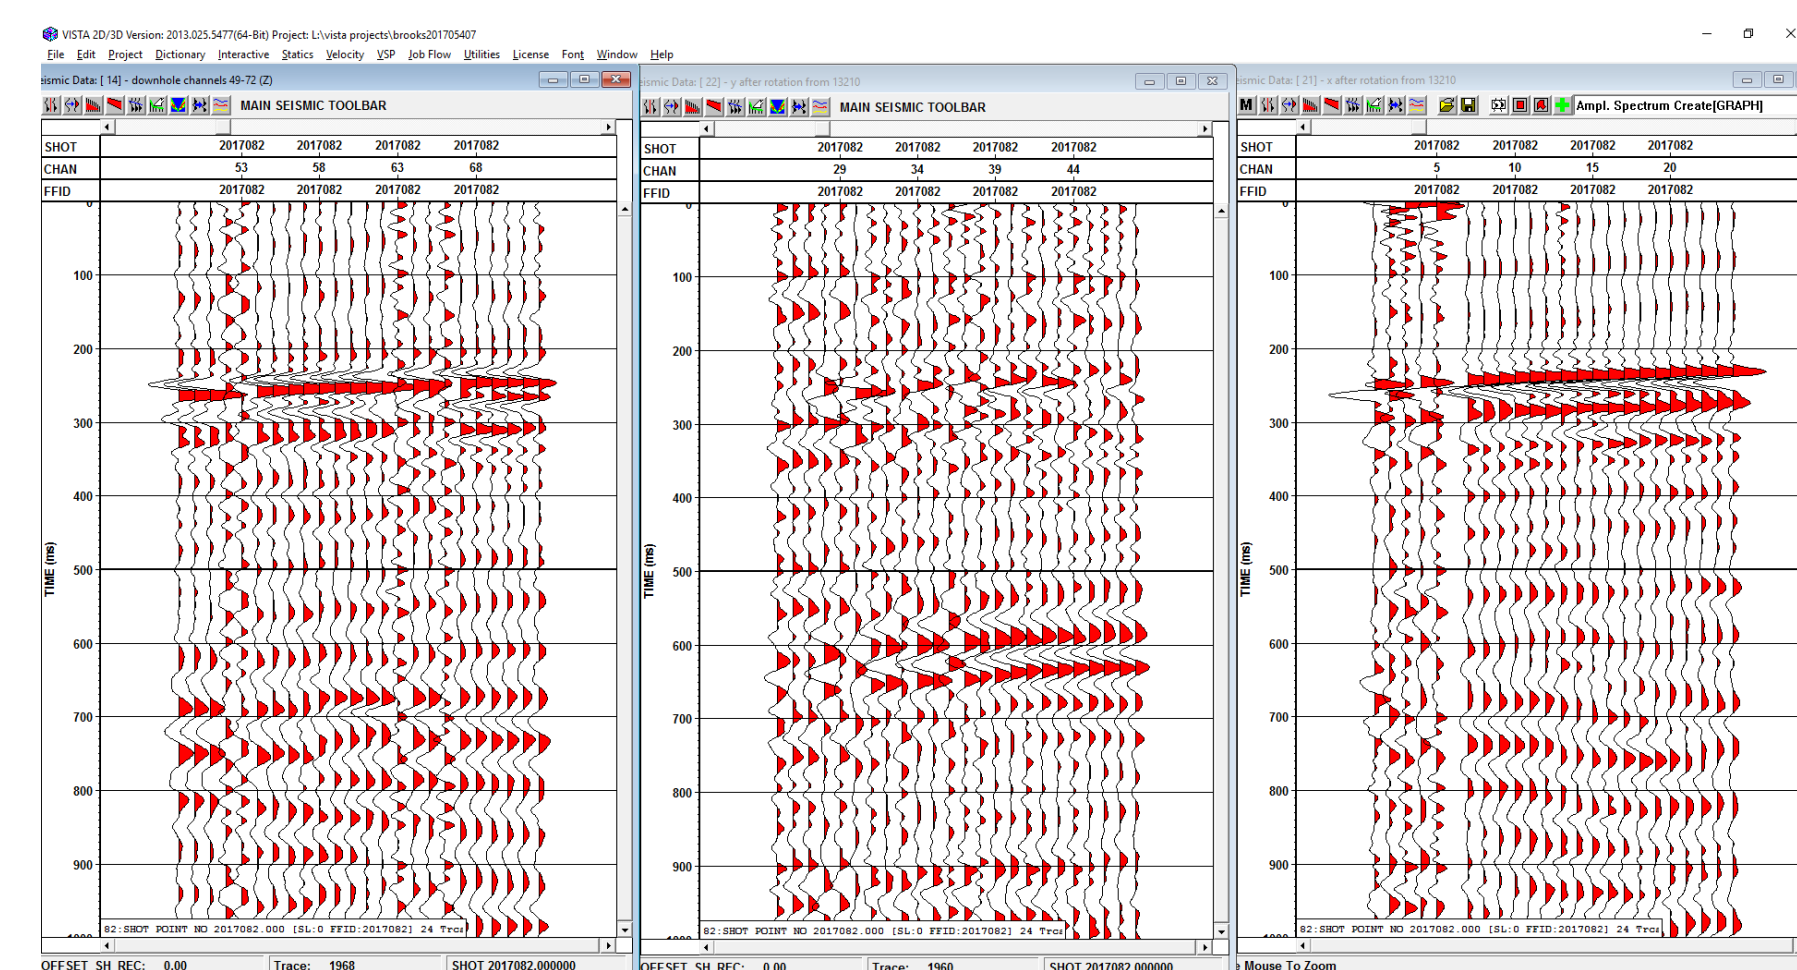 VISTA 2D/3D Version: 2013.025.5477(64-Bit) Project: L:\vista projects\brooks201705407
File Edit Project Dictionary Interactive Statics Velocity VSP Job Flow Utilities License Font Window Help
eismic Data: [ 14] - downhole channels 49-72 (Z)
MAIN SEISMIC TOOLBAR
SHOT 2017082 2017082 2017082 2017082
CHAN 53 58 63 68
FFID 2017082 2017082 2017082 2017082
0
100
200
300
400
500
600
700
800
900
1000
TIME (ms)
82:SHOT POINT NO 2017082.000 [SL:0 FFID:2017082] 24 Trcs
OFFSET_SH_REC: 0.00 Trace: 1968 SHOT 2017082.000000
eismic Data: [ 22] - y after rotation from 13210
MAIN SEISMIC TOOLBAR
SHOT 2017082 2017082 2017082 2017082
CHAN 29 34 39 44
FFID 2017082 2017082 2017082 2017082
0
100
200
300
400
500
600
700
800
900
1000
TIME (ms)
82:SHOT POINT NO 2017082.000 [SL:0 FFID:2017082] 24 Trcs
OFFSET_SH_REC: 0.00 Trace: 1960 SHOT 2017082.000000
eismic Data: [ 21] - x after rotation from 13210
M Ampl. Spectrum Create[GRAPH]
SHOT 2017082 2017082 2017082 2017082
CHAN 5 10 15 20
FFID 2017082 2017082 2017082 2017082
0
100
200
300
400
500
600
700
800
900
1000
TIME (ms)
82:SHOT POINT NO 2017082.000 [SL:0 FFID:2017082] 24 Trcs
e Mouse To Zoom